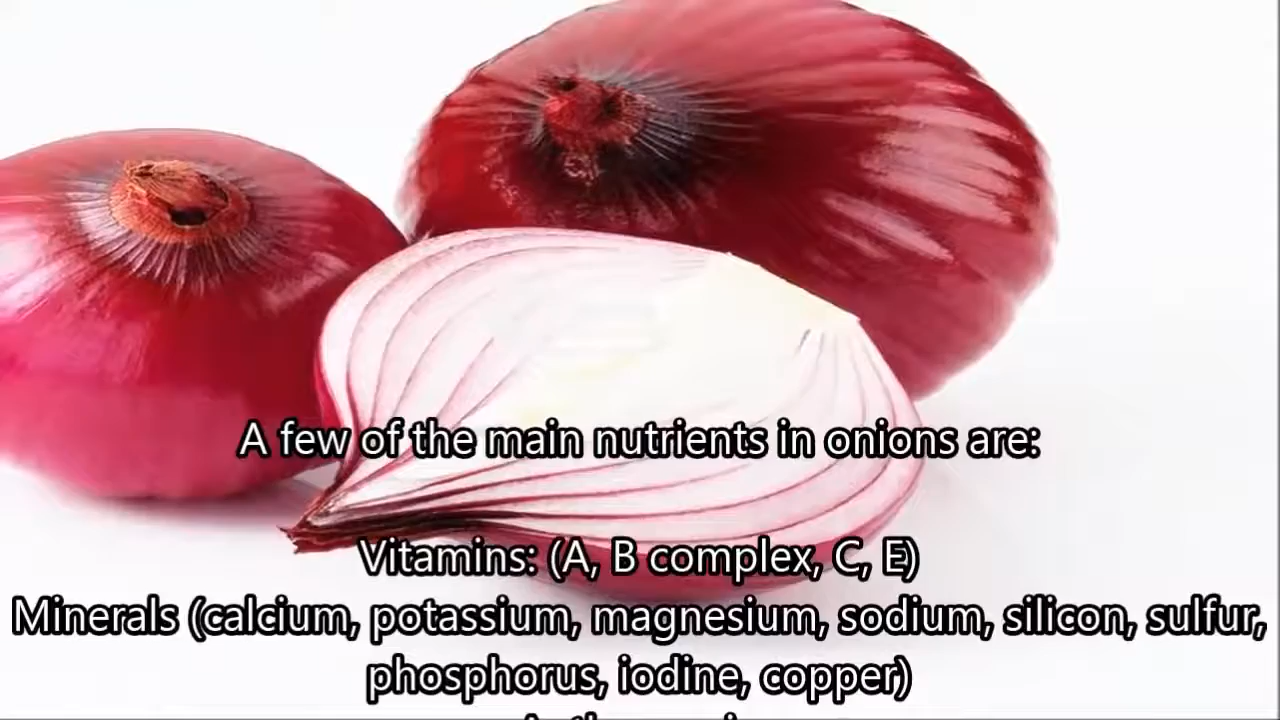 A few of the main nutrients in onions are:
Vitamins: (A, B complex, C, E)
Minerals (calcium, potassium, magnesium, sodium, silicon, sulfur,
phosphorus, iodine, copper)